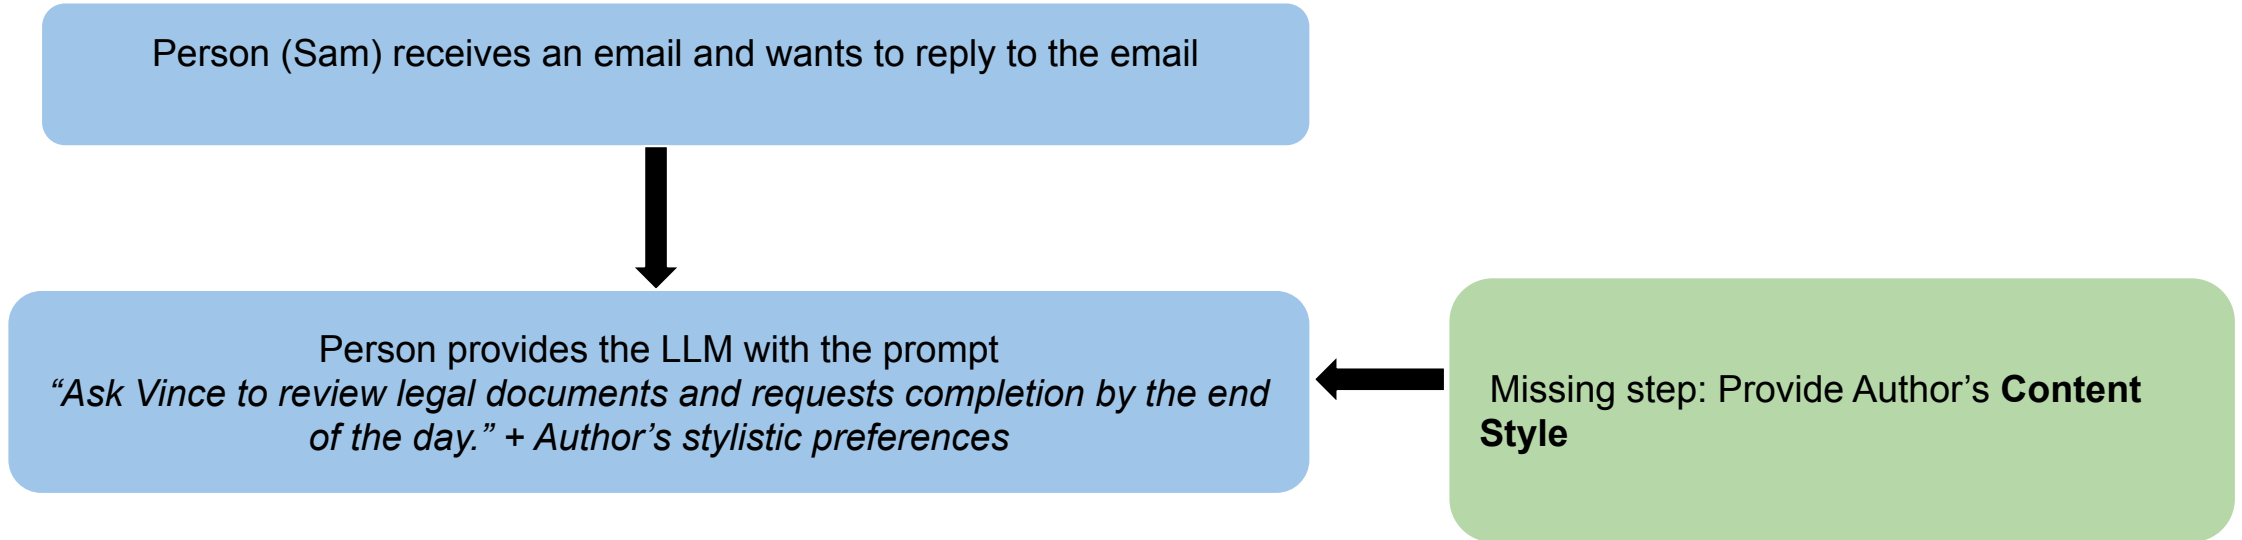 Person (Sam) receives an email and wants to reply to the email
Person provides the LLM with the prompt
“Ask Vince to review legal documents and requests completion by the end
of the day.” + Author’s stylistic preferences
Missing step: Provide Author’s Content
Style